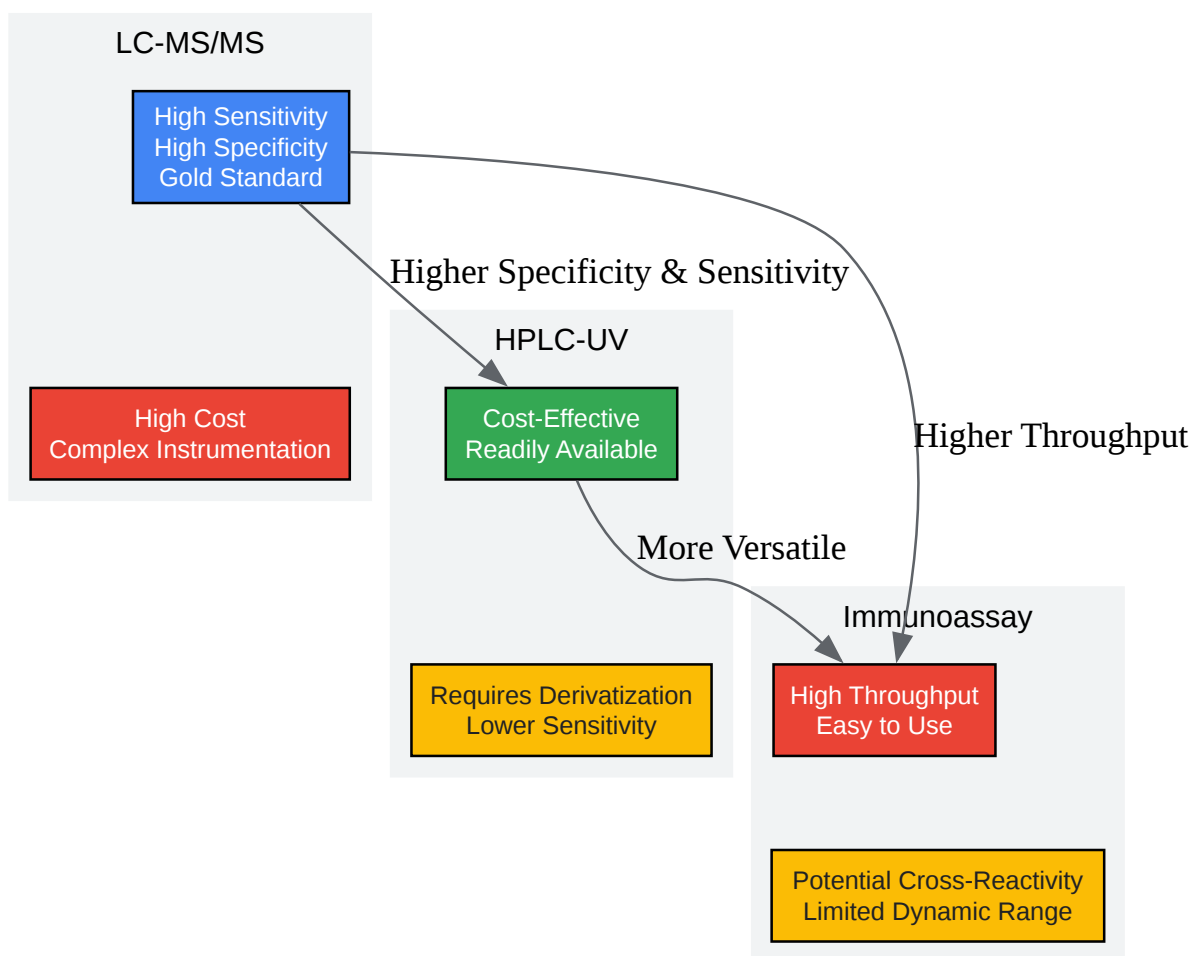 LC-MS/MS
High Sensitivity
High Specificity
Gold Standard
Higher Specificity & Sensitivity
HPLC-UV
High Cost
Complex Instrumentation
Cost-Effective
Readily Available
Higher Throughput
More Versatile
Immunoassay
Requires Derivatization
Lower Sensitivity
High Throughput
Easy to Use
Potential Cross-Reactivity
Limited Dynamic Range